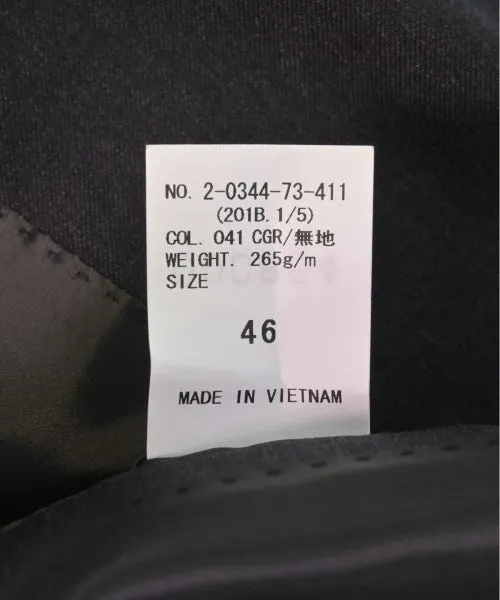 NO. 2-0344-73-411
(201B.1/5)
COL. 041 CGR/無地
WEIGHT. 265g/m
SIZE
46
MADE IN VIETNAM